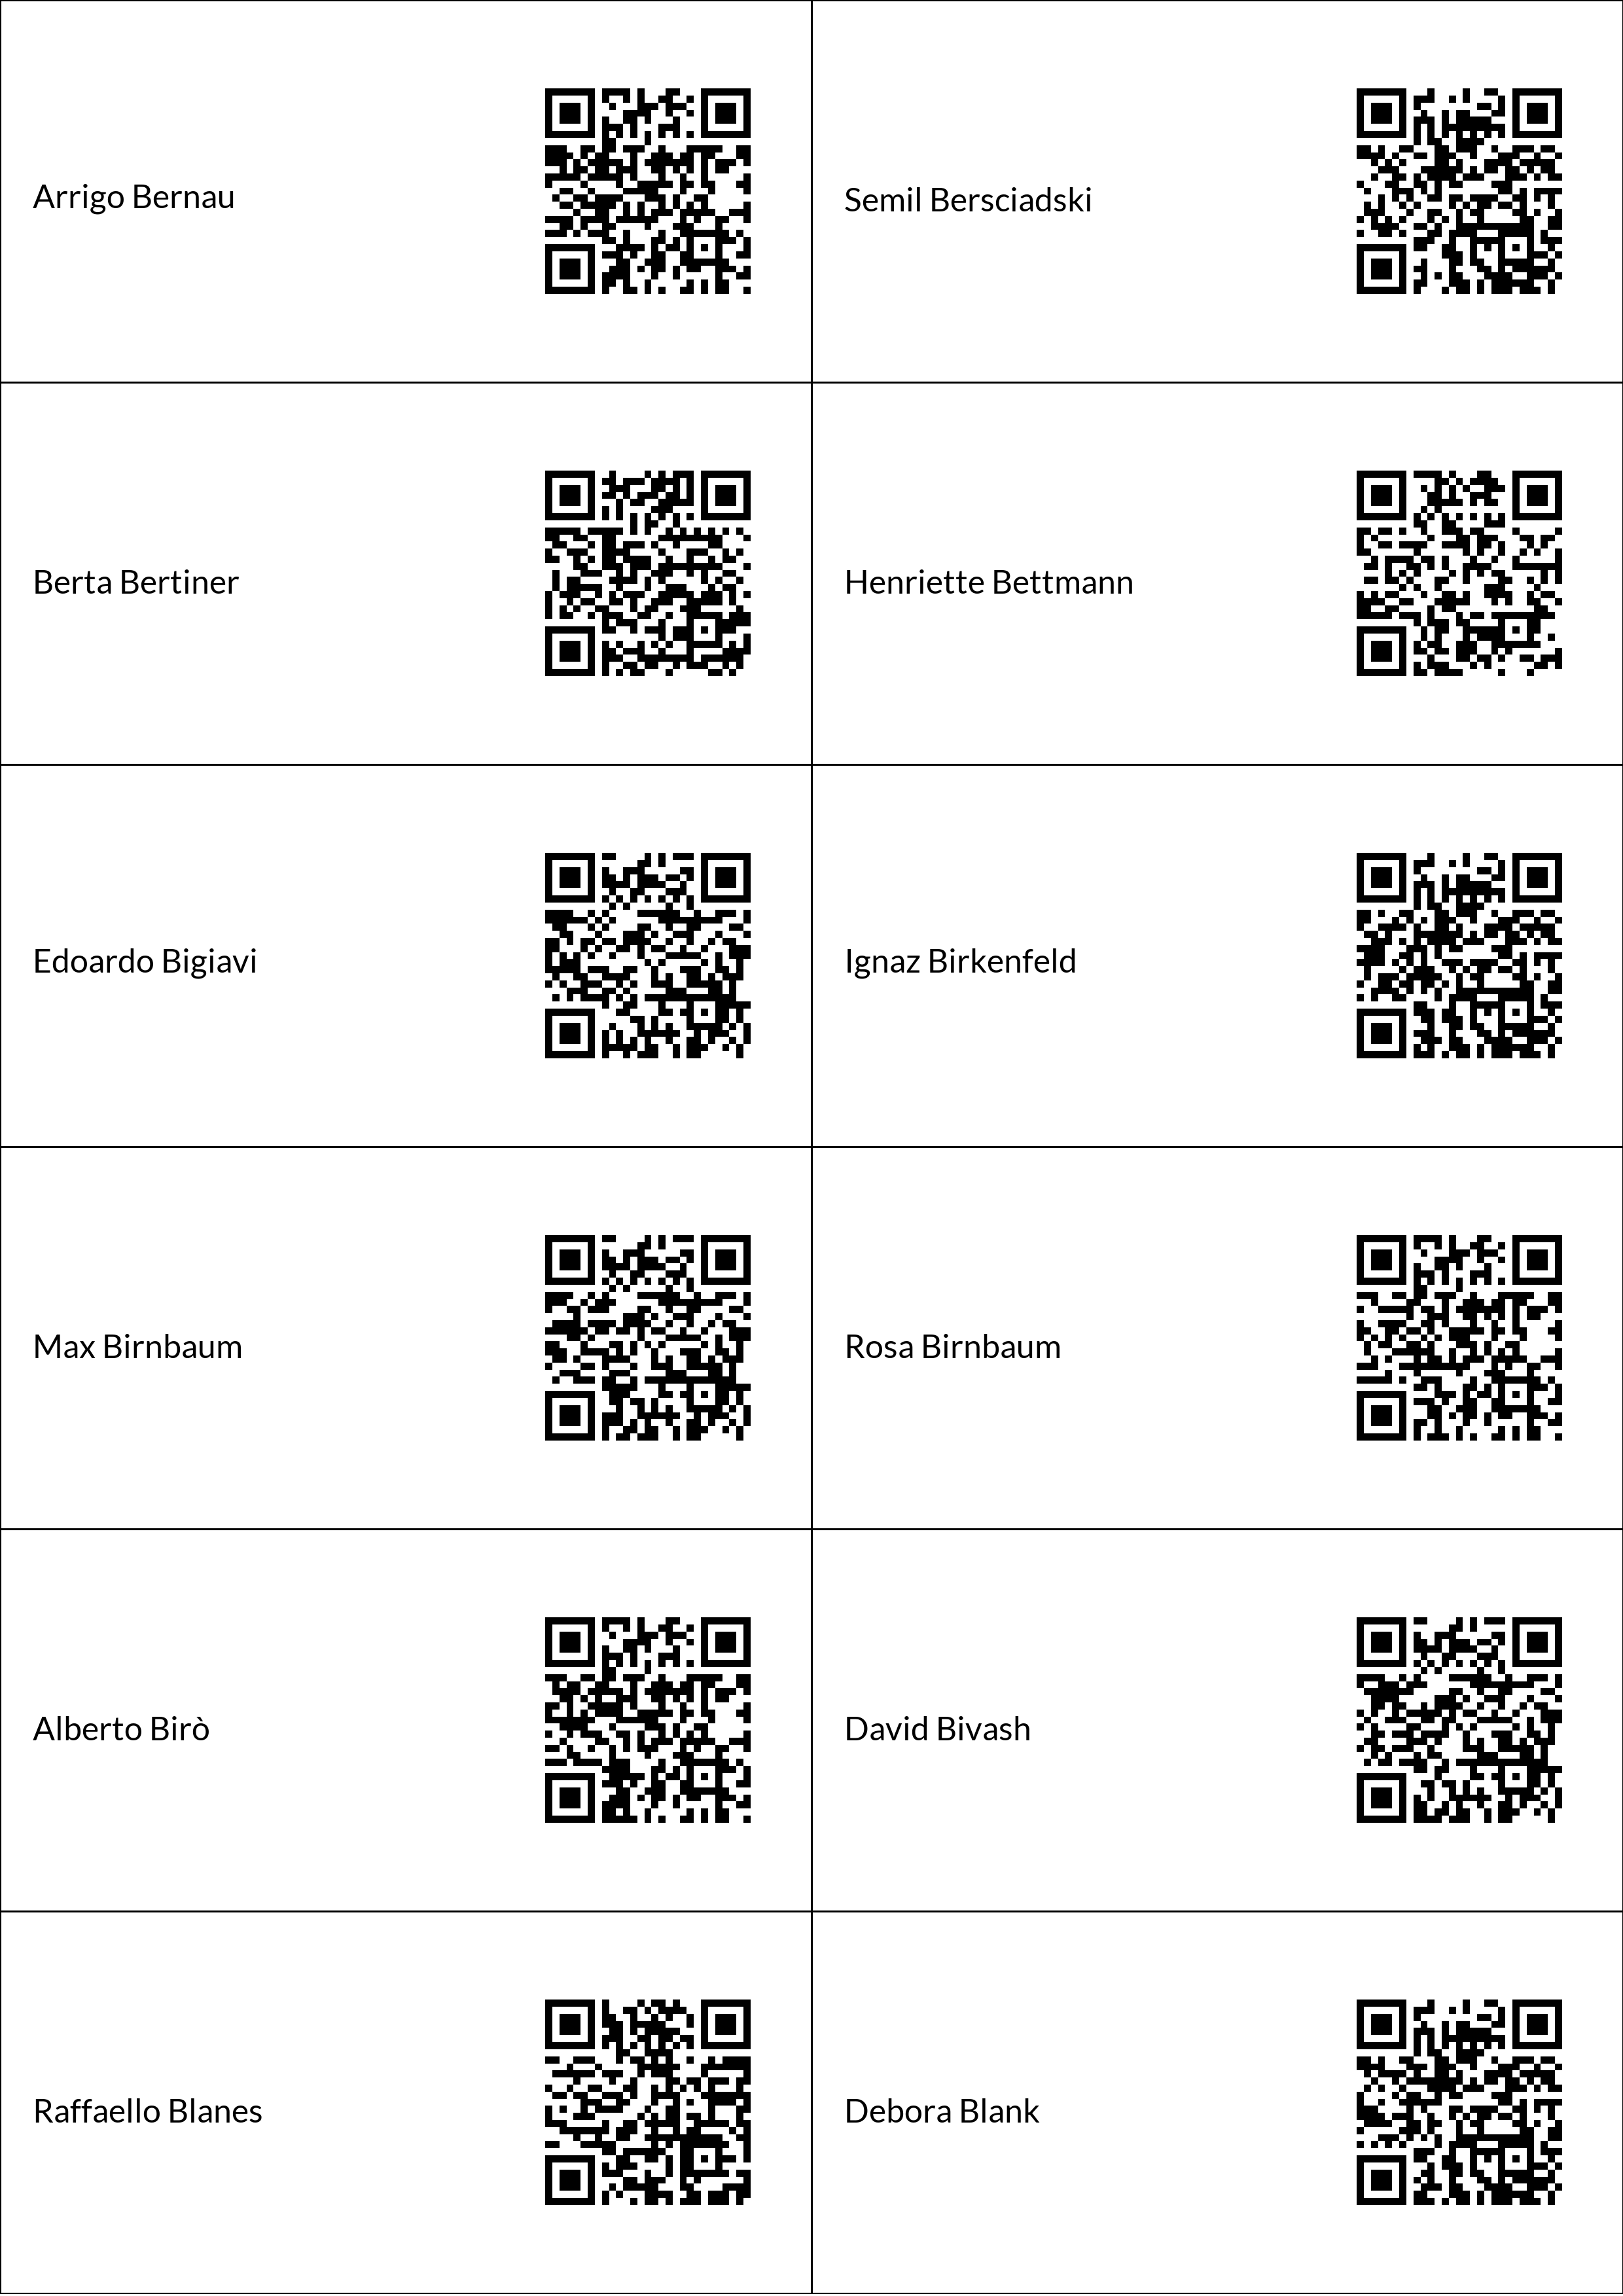 Arrigo Bernau
Semil Bersciadski
Berta Bertiner
Henriette Bettmann
Edoardo Bigiavi
Ignaz Birkenfeld
Max Birnbaum
Rosa Birnbaum
Alberto Birò
David Bivash
Raffaello Blanes
Debora Blank